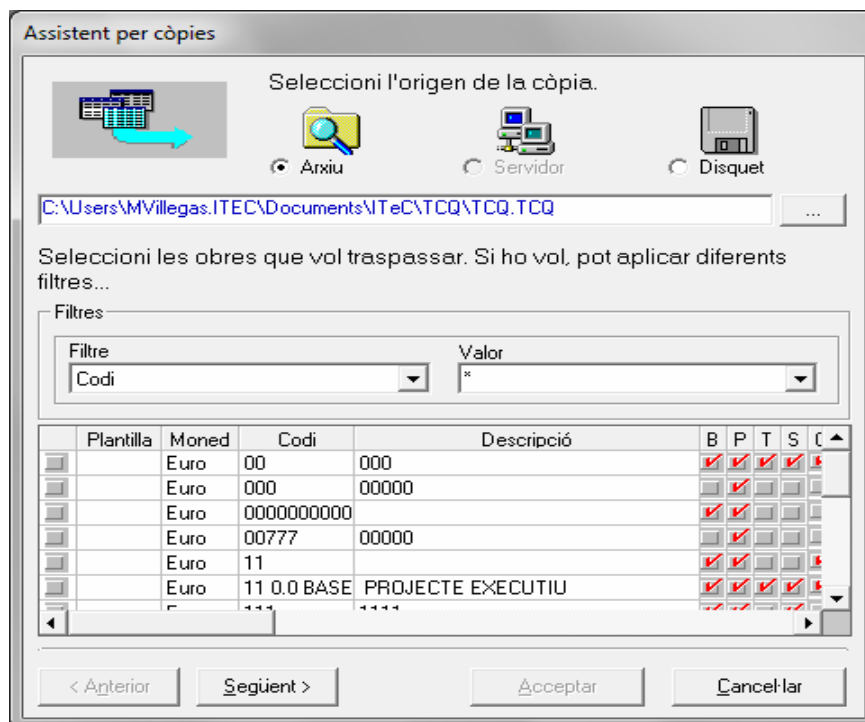 Assistent per còpies
Seleccioni l'origen de la còpia.
Arxiu Servidor Disquet
C:\Users\MVillegas.ITEC\Documents\ITeC\TCQ\TCQ.TCQ ...
Seleccioni les obres que vol traspassar. Si ho vol, pot aplicar diferents
filtres...
Filtres
Filtre Valor
Codi *
Plantilla Moned Codi Descripció B P T S
Euro 00 000
Euro 000 00000
Euro 0000000000
Euro 00777 00000
Euro 11
Euro 11 0.0 BASE PROJECTE EXECUTIU
< Anterior Següent > Acceptar Cancel·lar